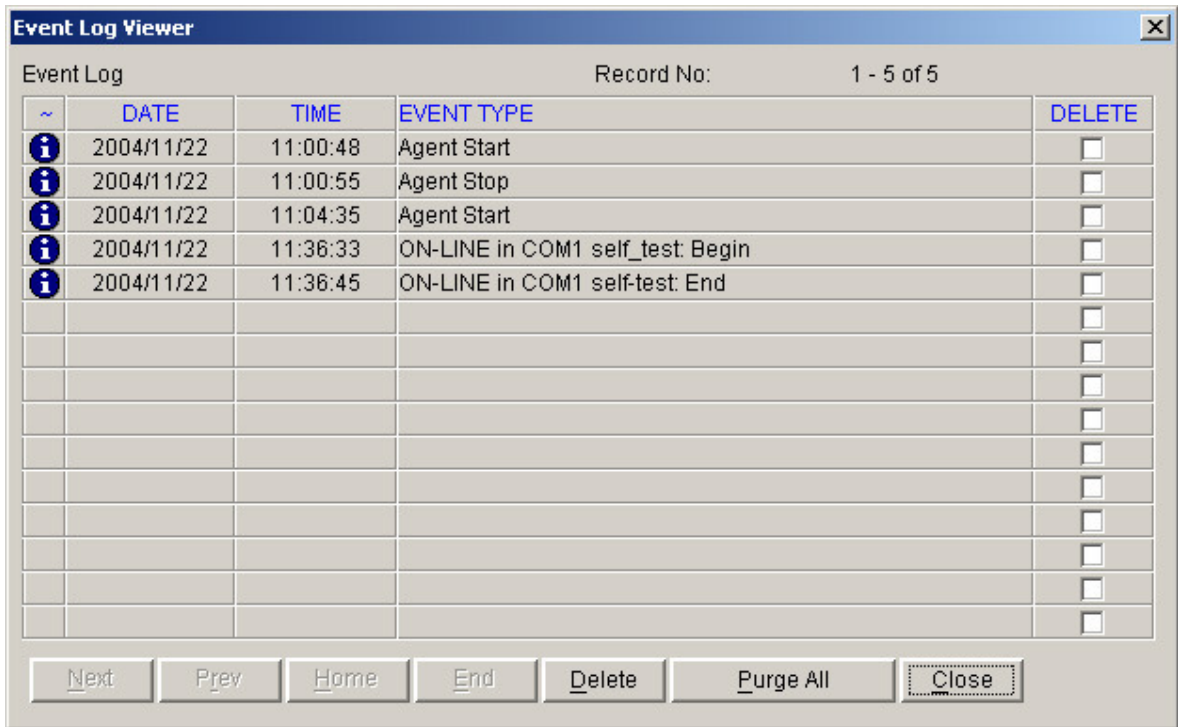 Event Log Viewer
Event Log Record No: 1 - 5 of 5
~ DATE TIME EVENT TYPE DELETE
2004/11/22 11:00:48 Agent Start
2004/11/22 11:00:55 Agent Stop
2004/11/22 11:04:35 Agent Start
2004/11/22 11:36:33 ON-LINE in COM1 self_test: Begin
2004/11/22 11:36:45 ON-LINE in COM1 self-test: End
Next Prev Home End Delete Purge All Close